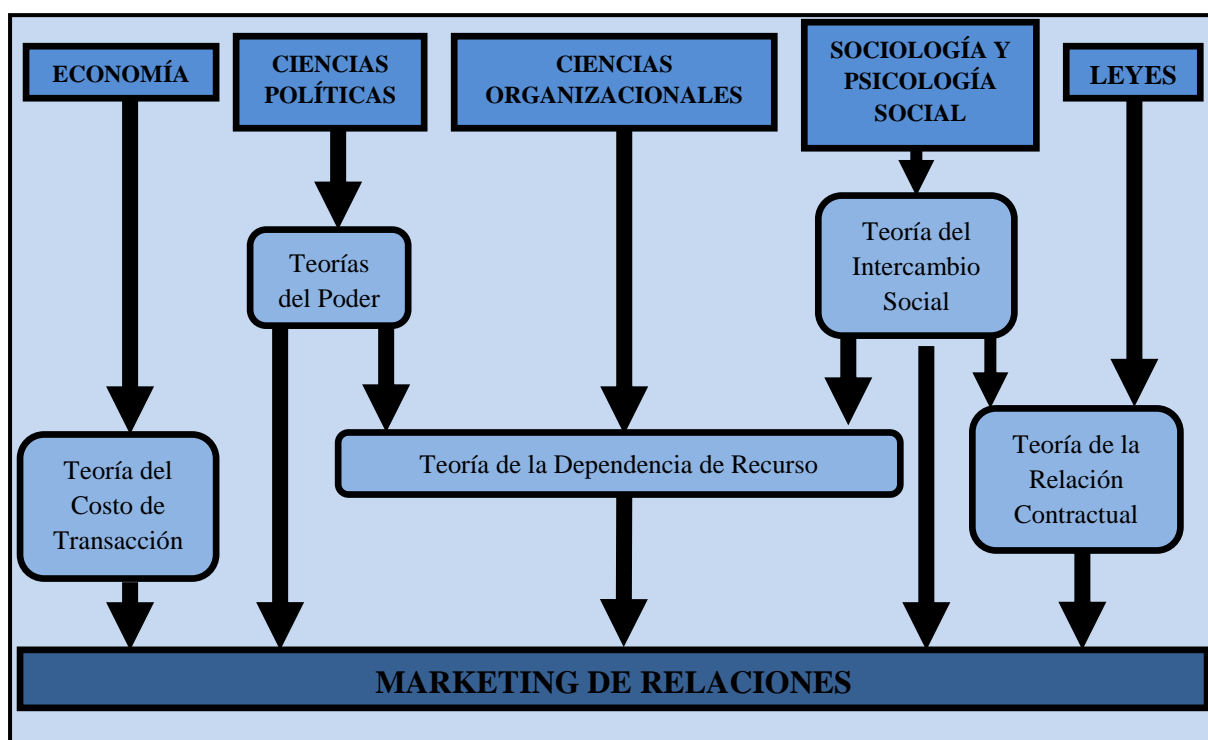 ECONOMÍA
CIENCIAS
POLÍTICAS
CIENCIAS
ORGANIZACIONALES
SOCIOLOGÍA Y
PSICOLOGÍA
SOCIAL
LEYES
Teorías
del Poder
Teoría del
Intercambio
Social
Teoría del
Costo de
Transacción
Teoría de la Dependencia de Recurso
Teoría de la
Relación
Contractual
MARKETING DE RELACIONES